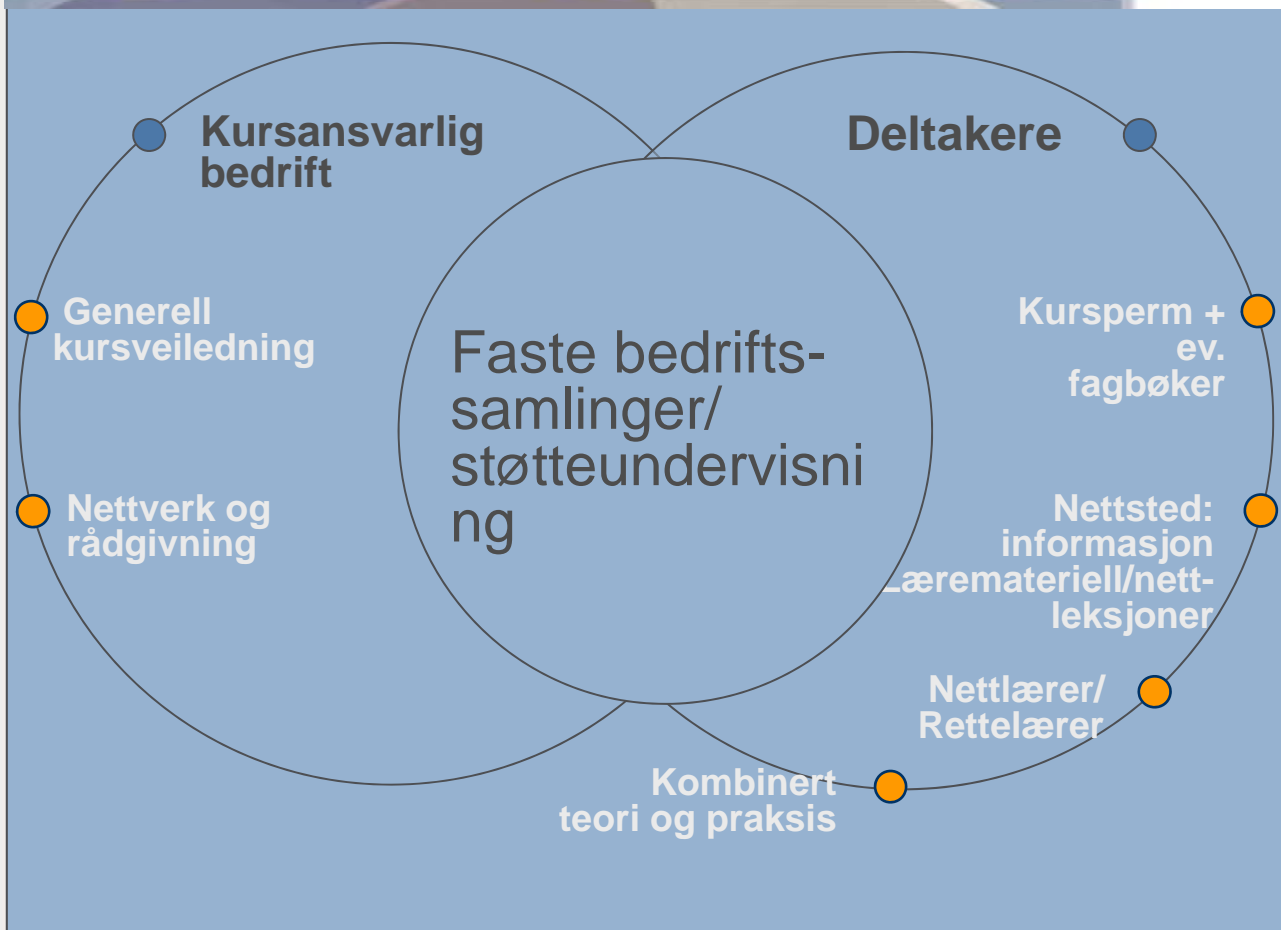 Kursansvarlig
bedrift
Deltakere
Generell
kursveiledning
Nettverk og
rådgivning
Faste bedrifts-
samlinger/
støtteundervisni
ng
Kursperm +
ev.
fagbøker
Nettsted:
informasjon
Læremateriell/nett-
leksjoner
Nettlærer/
Rettelærer
Kombinert
teori og praksis